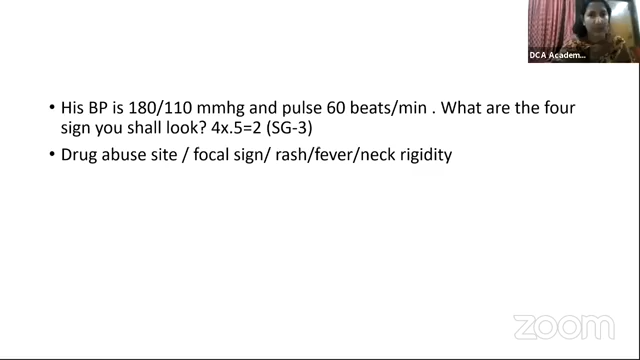 DCA Academ...
• His BP is 180/110 mmhg and pulse 60 beats/min . What are the four
sign you shall look? 4x.5=2 (SG-3)
• Drug abuse site / focal sign/ rash/fever/neck rigidity
zoom